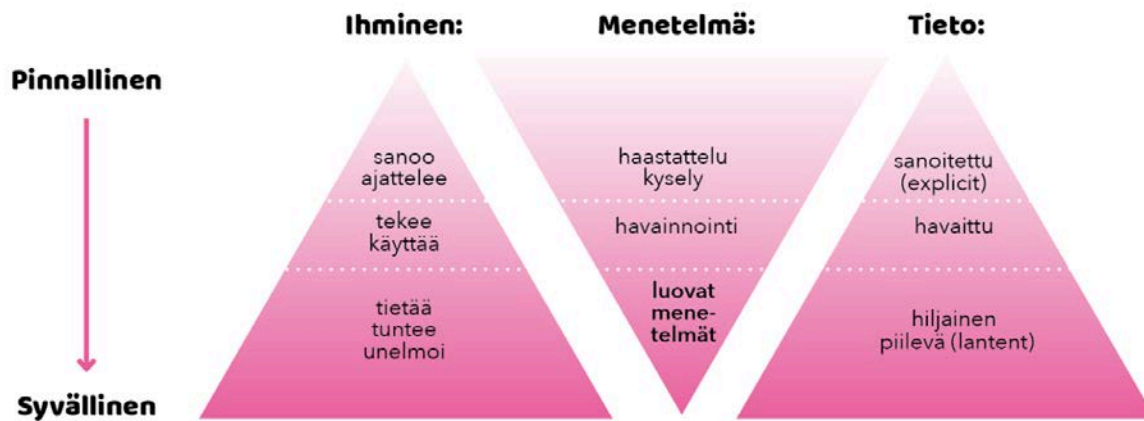 Ihminen:
Menetelmä:
Tieto:
Pinnallinen
sanoo
ajattelee
haastattelu
kysely
sanoitettu
(explicit)
tekee
käyttää
havainnointi
havaittu
tietää
tuntee
unelmoi
luovat
mene-
telmät
hiljainen
piilevä (lantent)
Syvällinen